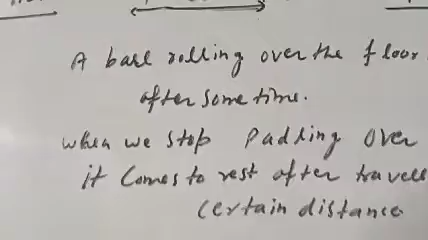 A ball rolling over the floor
after some time.
when we stop Padding over
it comes to rest after travell
certain distance